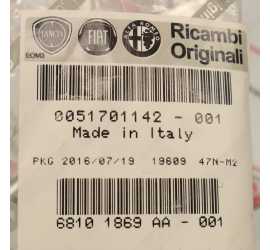 LANCIA FIAT ALFA ROMEO Ricambi
Originali
0051701142 - 001
Made in Italy
PKG 2016/07/19 19609 47N-M2
6810 1869 AA - 001